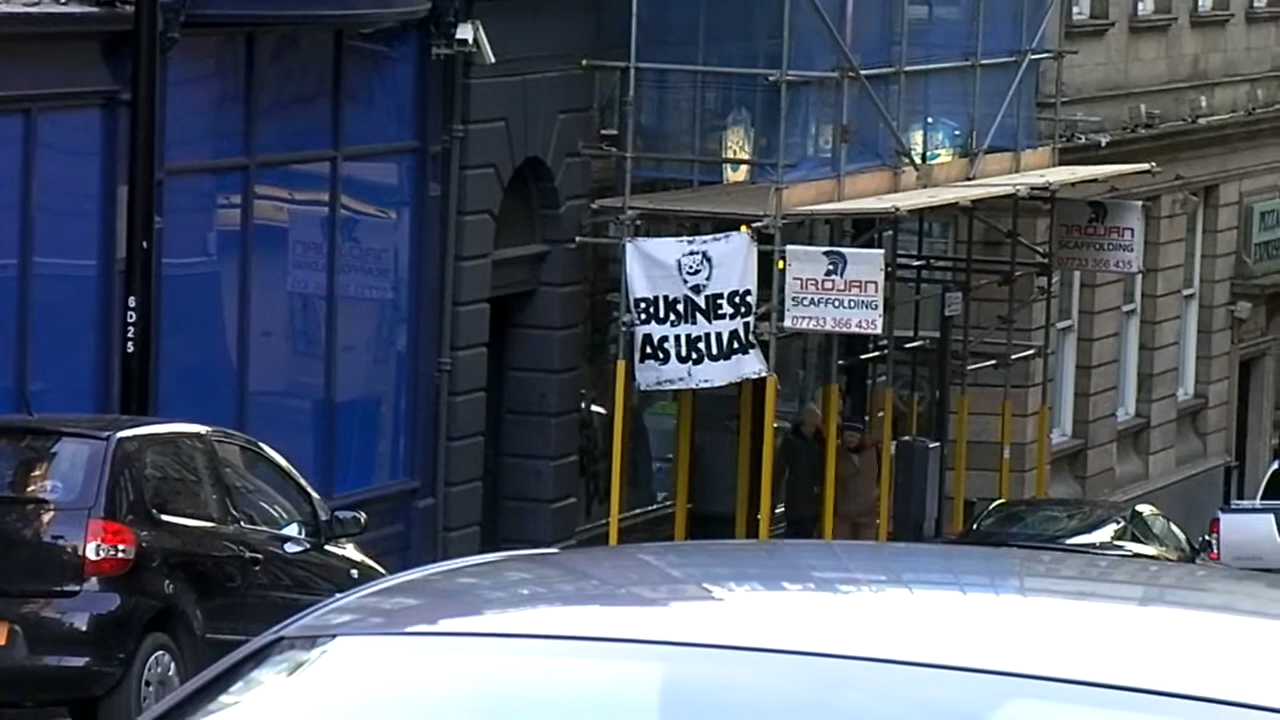 6D25
BUSINESS
AS USUAL
TROJAN
SCAFFOLDING
07733 366 435
TROJAN
SCAFFOLDING
07733 366 435